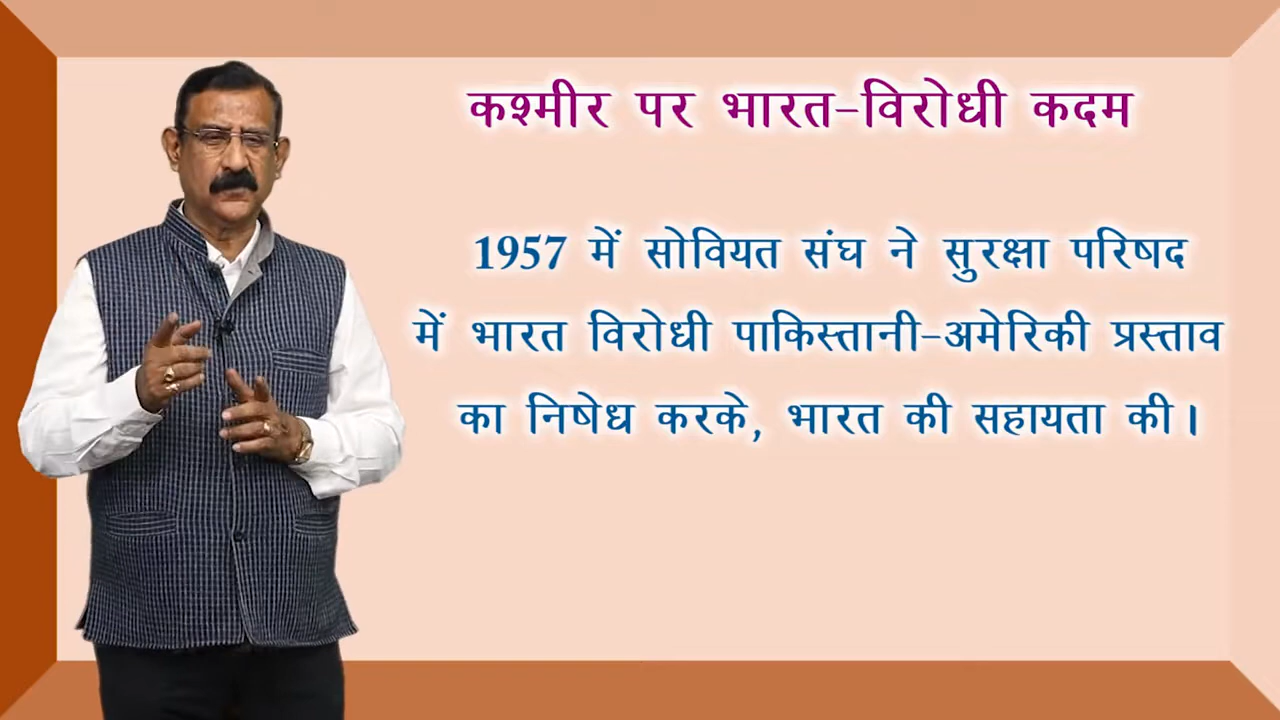 कश्मीर पर भारत-विरोधी कदम
1957 में सोवियत संघ ने सुरक्षा परिषद
में भारत विरोधी पाकिस्तानी-अमेरिकी प्रस्ताव
का निषेध करके, भारत की सहायता की।